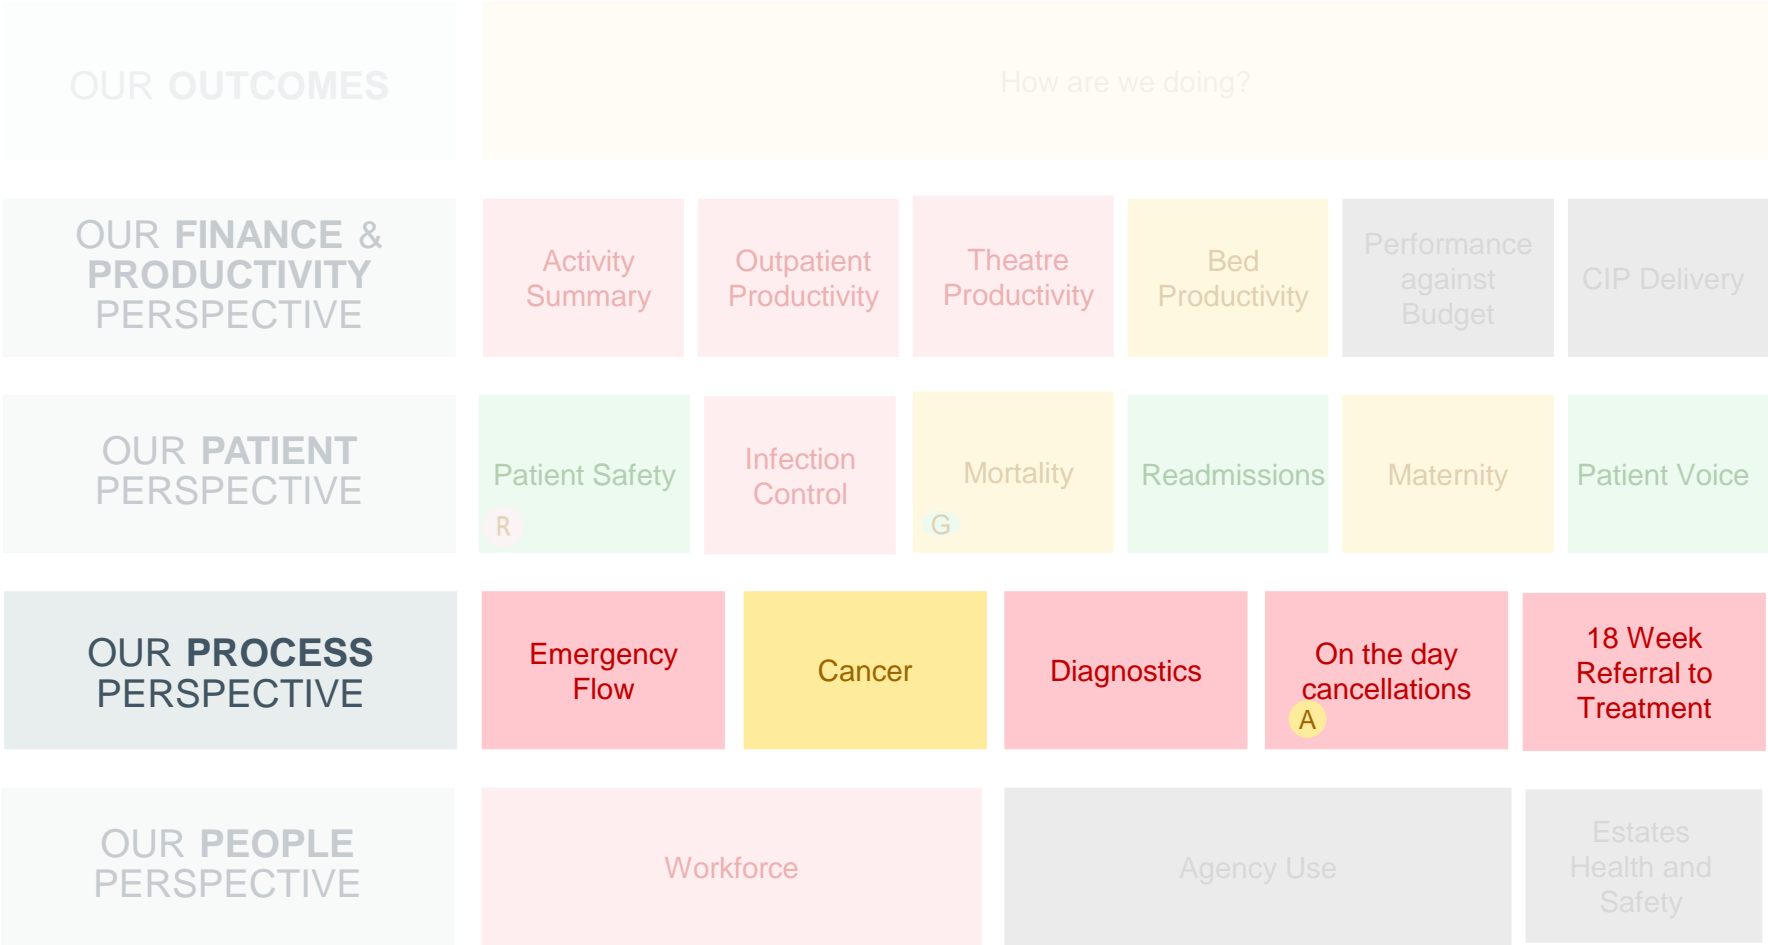 OUR OUTCOMES
How are we doing?
OUR FINANCE &
PRODUCTIVITY
PERSPECTIVE
Activity
Summary
Outpatient
Productivity
Theatre
Productivity
Bed
Productivity
Performance
against
Budget
CIP Delivery
OUR PATIENT
PERSPECTIVE
Patient Safety
R
Infection
Control
Mortality
G
Readmissions
Maternity
Patient Voice
OUR PROCESS
PERSPECTIVE
Emergency
Flow
Cancer
Diagnostics
On the day
cancellations
A
18 Week
Referral to
Treatment
OUR PEOPLE
PERSPECTIVE
Workforce
Agency Use
Estates
Health and
Safety